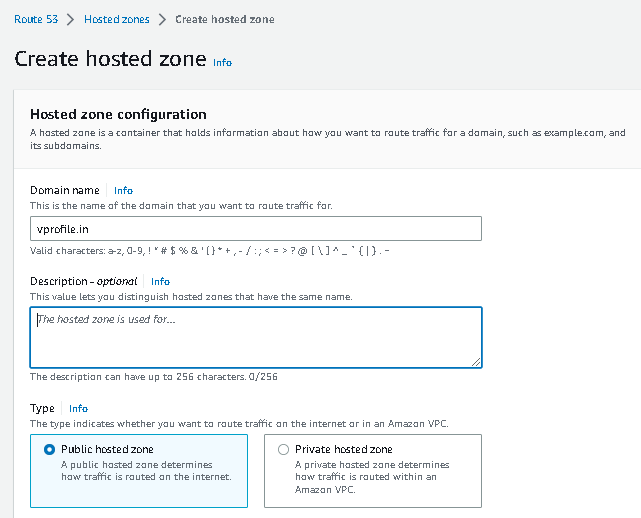 Route 53 > Hosted zones > Create hosted zone
Create hosted zone Info
Hosted zone configuration
A hosted zone is a container that holds information about how you want to route traffic for a domain, such as example.com, and
its subdomains.
Domain name Info
This is the name of the domain that you want to route traffic for.
vprofile.in
Valid characters: a-z, 0-9, ! " # $ % & ' ( ) * + , - / : ; < = > ? @ [ \ ] ^ _ ` { | } . ~
Description - optional Info
This value lets you distinguish hosted zones that have the same name.
The hosted zone is used for...
The description can have up to 256 characters. 0/256
Type Info
The type indicates whether you want to route traffic on the internet or in an Amazon VPC.
Public hosted zone
A public hosted zone determines
how traffic is routed on the internet.
Private hosted zone
A private hosted zone determines
how traffic is routed within an
Amazon VPC.